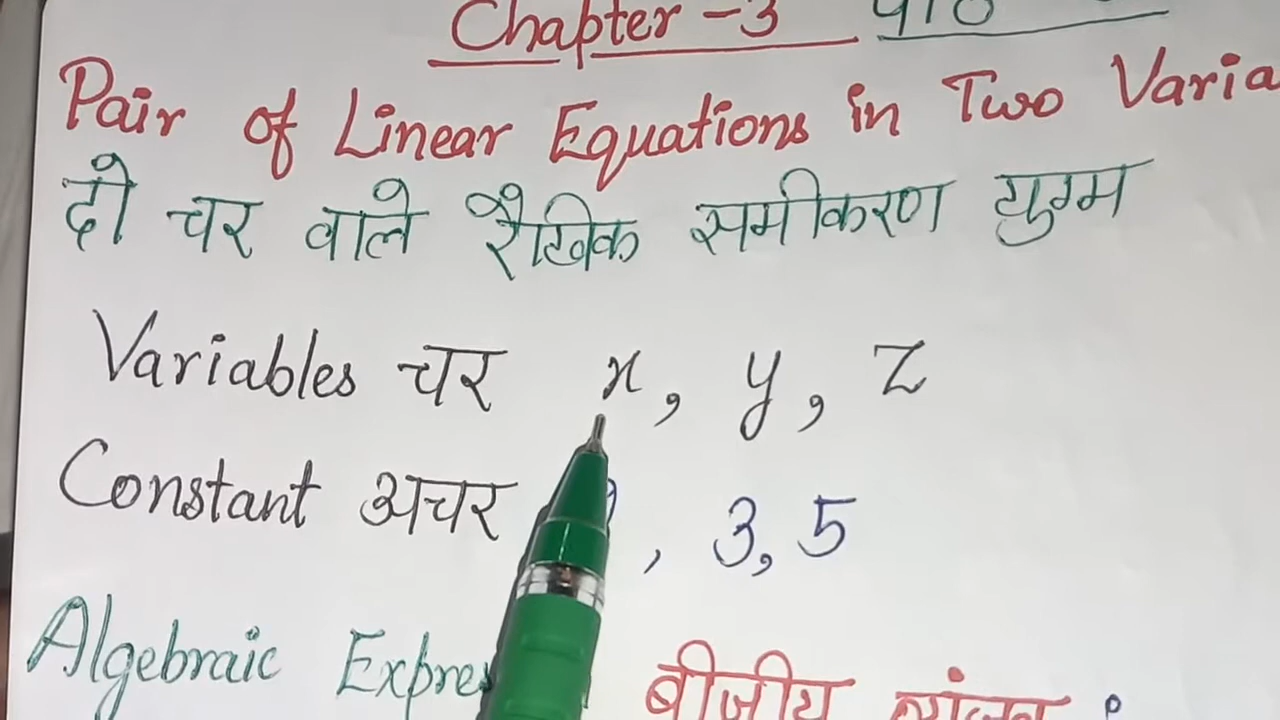 Chapter -3 पाठ
Pair of Linear Equations in Two Varia
दो चर वाले रैखिक समीकरण युग्म
Variables चर x, y, z
Constant अचर , 3, 5
Algebraic Expres बीजीय व्यंजक :